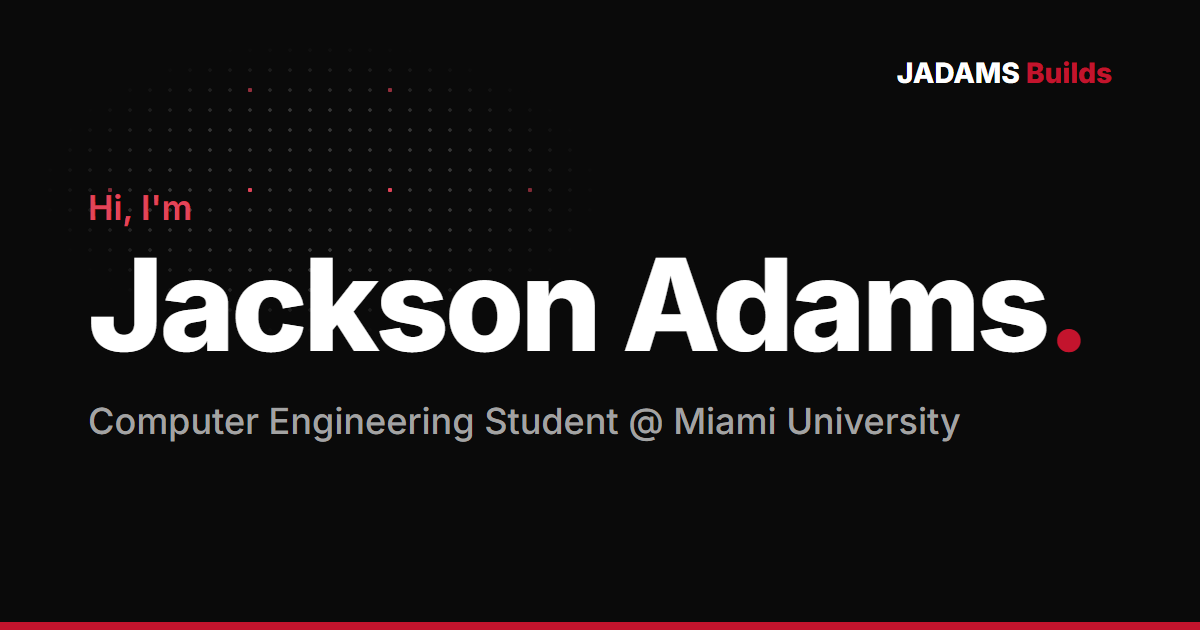 JADAMS Builds
Hi, I'm
Jackson Adams.
Computer Engineering Student @ Miami University